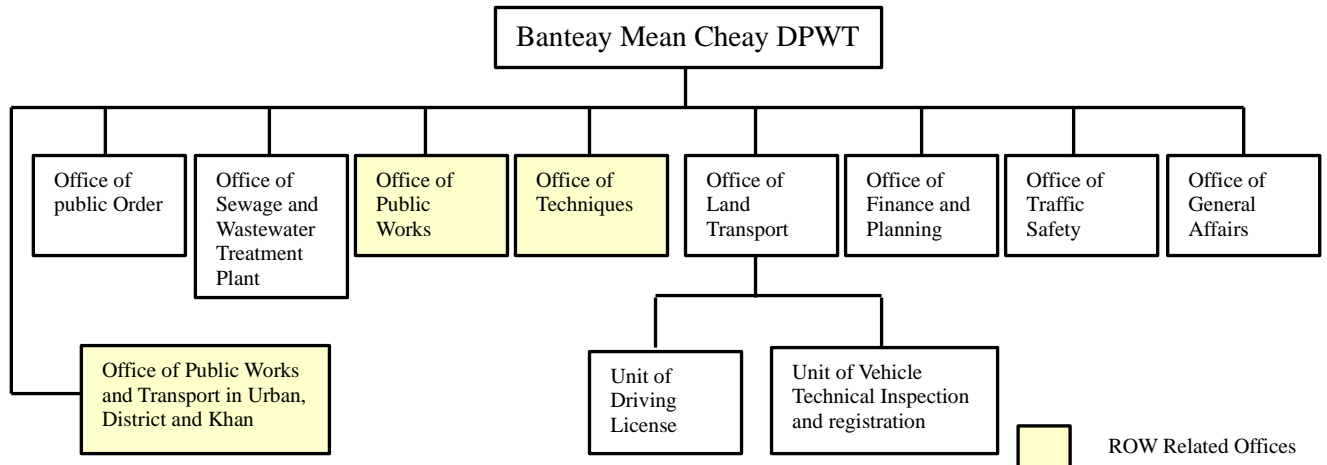 Banteay Mean Cheay DPWT
Office of
public Order
Office of
Sewage and
Wastewater
Treatment
Plant
Office of
Public
Works
Office of
Techniques
Office of
Land
Transport
Office of
Finance and
Planning
Office of
Traffic
Safety
Office of
General
Affairs
Office of Public Works
and Transport in Urban,
District and Khan
Unit of
Driving
License
Unit of Vehicle
Technical Inspection
and registration
ROW Related Offices